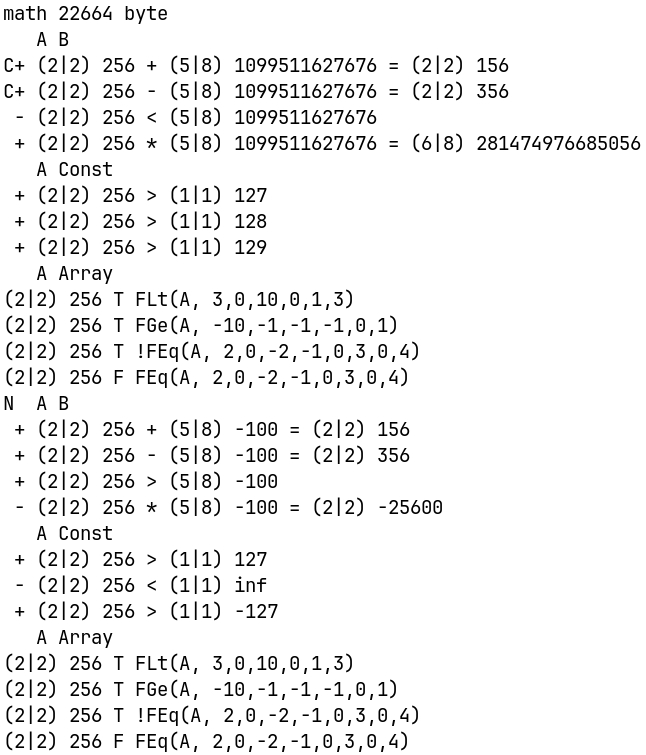 math 22664 byte
   A B
C+ (2|2) 256 + (5|8) 1099511627676 = (2|2) 156
C+ (2|2) 256 - (5|8) 1099511627676 = (2|2) 356
 - (2|2) 256 < (5|8) 1099511627676
 + (2|2) 256 * (5|8) 1099511627676 = (6|8) 281474976685056
   A Const
 + (2|2) 256 > (1|1) 127
 + (2|2) 256 > (1|1) 128
 + (2|2) 256 > (1|1) 129
   A Array
(2|2) 256 T FLt(A, 3,0,10,0,1,3)
(2|2) 256 T FGe(A, -10,-1,-1,-1,0,1)
(2|2) 256 T !FEq(A, 2,0,-2,-1,0,3,0,4)
(2|2) 256 F FEq(A, 2,0,-2,-1,0,3,0,4)
N  A B
 + (2|2) 256 + (5|8) -100 = (2|2) 156
 + (2|2) 256 - (5|8) -100 = (2|2) 356
 + (2|2) 256 > (5|8) -100
 - (2|2) 256 * (5|8) -100 = (2|2) -25600
   A Const
 + (2|2) 256 > (1|1) 127
 - (2|2) 256 < (1|1) inf
 + (2|2) 256 > (1|1) -127
   A Array
(2|2) 256 T FLt(A, 3,0,10,0,1,3)
(2|2) 256 T FGe(A, -10,-1,-1,-1,0,1)
(2|2) 256 T !FEq(A, 2,0,-2,-1,0,3,0,4)
(2|2) 256 F FEq(A, 2,0,-2,-1,0,3,0,4)